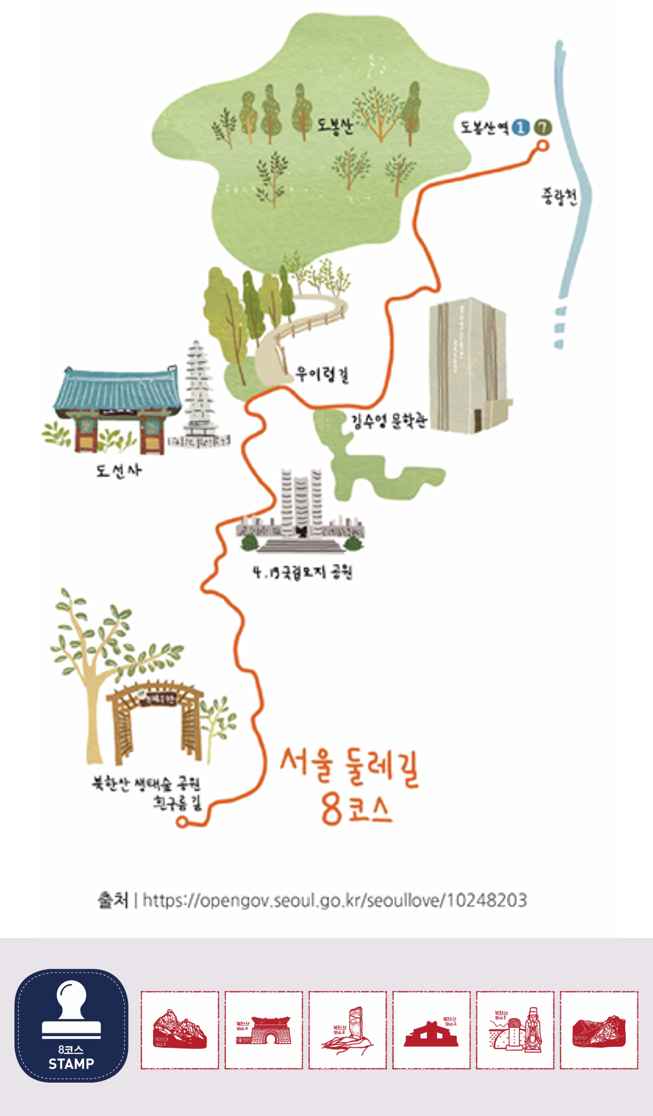 도봉산
도봉산역 1 7
중랑천
우이령길
김수영 문학관
도선사
4.19국립묘지 공원
북한산 생태숲 공원
흰구름 길
서울 둘레길
8코스
출처 | https://opengov.seoul.go.kr/seoullove/10248203
8코스
STAMP